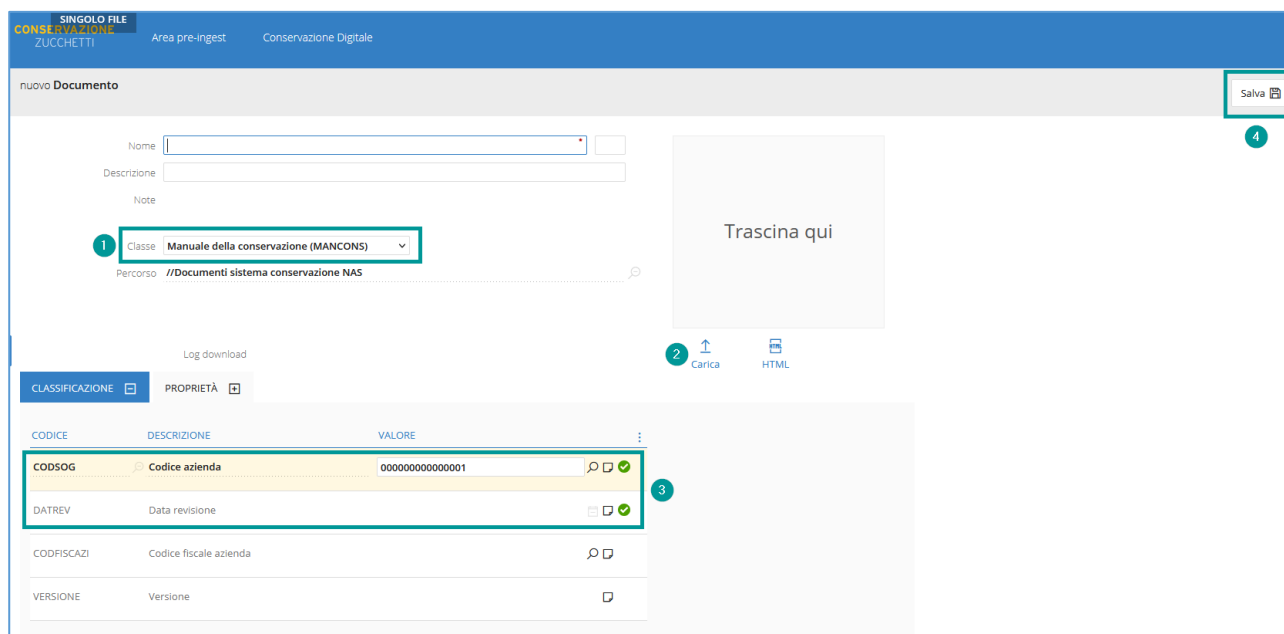 SINGOLO FILE
CONSERVAZIONE
ZUCCHETTI
Area pre-ingest Conservazione Digitale
nuovo Documento
Salva
4
Nome *
Descrizione
Note
Trascina qui
1 Classe Manuale della conservazione (MANCONS)
Percorso //Documenti sistema conservazione NAS
Log download
2 Carica HTML
CLASSIFICAZIONE PROPRIETÀ
CODICE DESCRIZIONE VALORE
CODSOG Codice azienda 000000000000001
3
DATREV Data revisione
CODFISCAZI Codice fiscale azienda
VERSIONE Versione